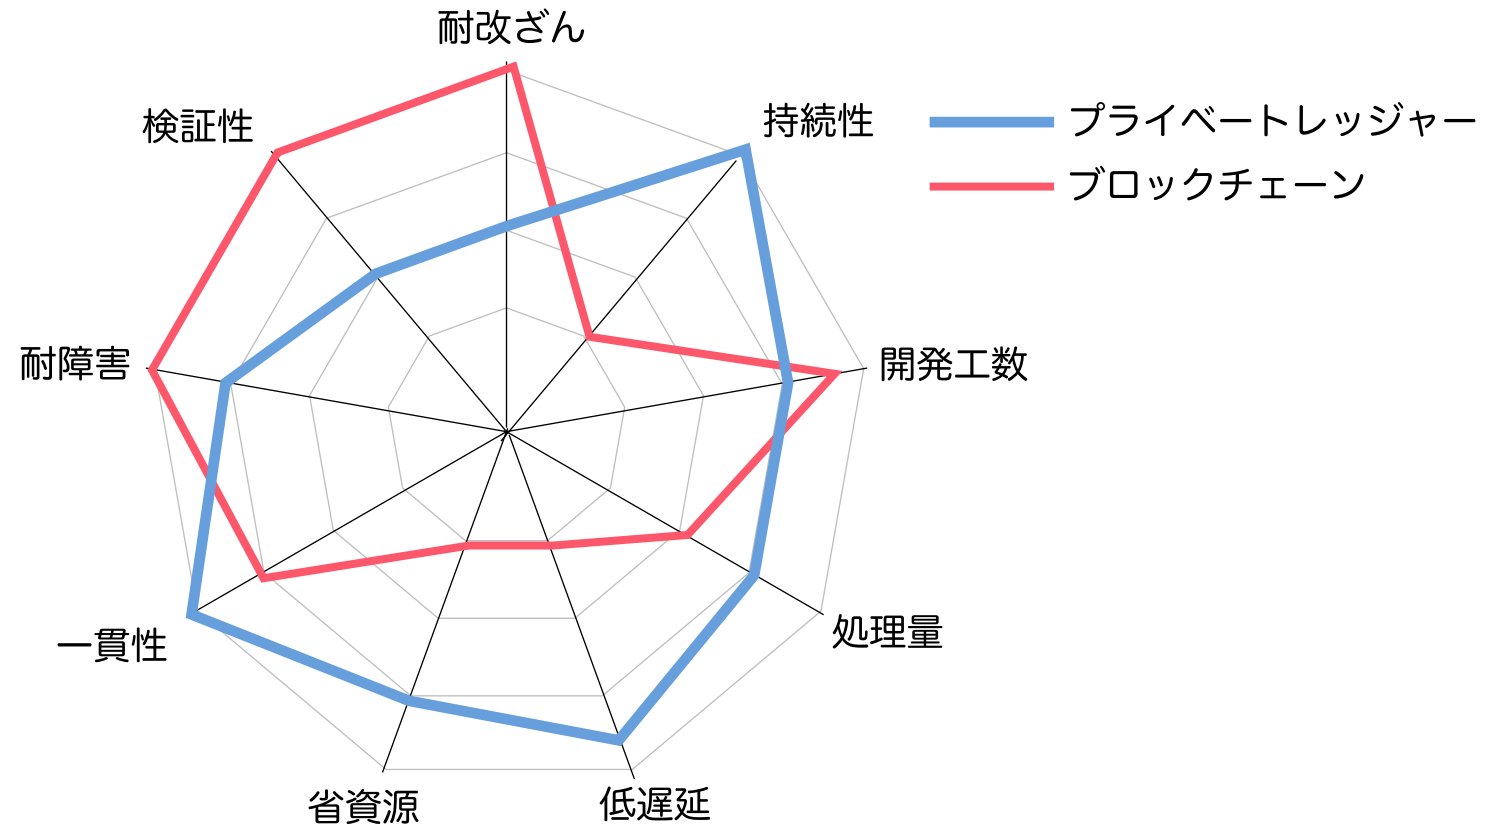 耐改ざん
持続性
検証性
プライベートレッジャー
ブロックチェーン
耐障害
開発工数
一貫性
処理量
省資源
低遅延